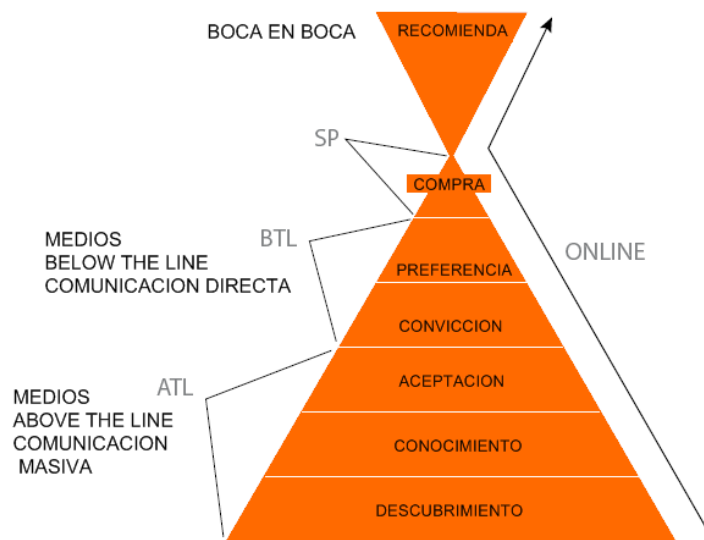 BOCA EN BOCA
RECOMIENDA
SP
COMPRA
MEDIOS
BELOW THE LINE
COMUNICACION DIRECTA
BTL
ONLINE
PREFERENCIA
CONVICCION
MEDIOS
ABOVE THE LINE
COMUNICACION
MASIVA
ATL
ACEPTACION
CONOCIMIENTO
DESCUBRIMIENTO